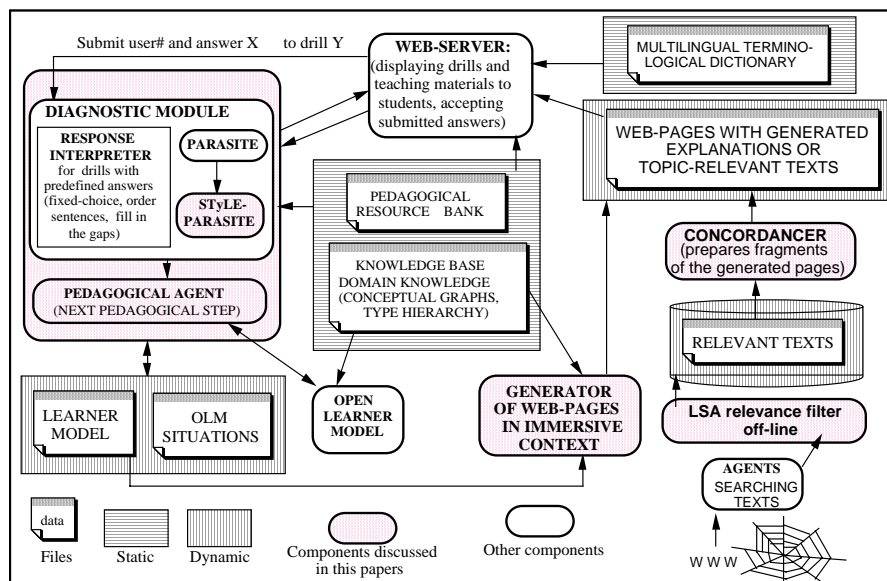 Submit user# and answer X to drill Y
WEB-SERVER:
(displaying drills and
teaching materials to
students, accepting
submitted answers)
MULTILINGUAL TERMINO-
LOGICAL DICTIONARY
DIAGNOSTIC MODULE
RESPONSE
INTERPRETER
for drills with
predefined answers
(fixed-choice, order
sentences, fill in
the gaps)
PARASITE
STyLE-
PARASITE
PEDAGOGICAL AGENT
(NEXT PEDAGOGICAL STEP)
PEDAGOGICAL
RESOURCE BANK
KNOWLEDGE BASE
DOMAIN KNOWLEDGE
(CONCEPTUAL GRAPHS,
TYPE HIERARCHY)
WEB-PAGES WITH GENERATED
EXPLANATIONS OR
TOPIC-RELEVANT TEXTS
CONCORDANCER
(prepares fragments
of the generated pages)
RELEVANT TEXTS
LEARNER
MODEL
OLM
SITUATIONS
OPEN
LEARNER
MODEL
GENERATOR
OF WEB-PAGES
IN IMMERSIVE
CONTEXT
LSA relevance filter
off-line
AGENTS
SEARCHING
TEXTS
W W W
data
Files
Static
Dynamic
Components discussed
in this papers
Other components